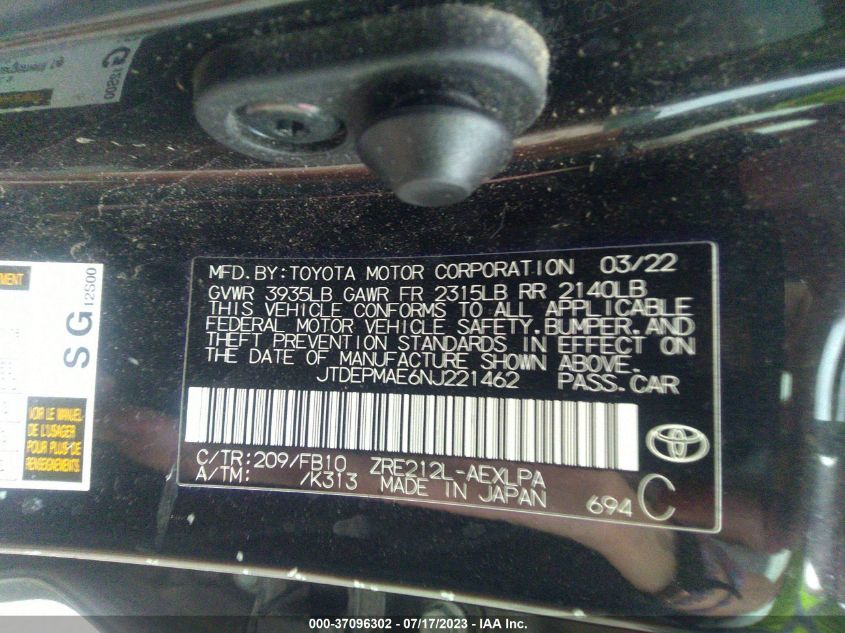 G 12S00
MFD.BY:TOYOTA MOTOR CORPORATION 03/22
GVWR 3935LB GAWR FR 2315LB RR 2140LB
THIS VEHICLE CONFORMS TO ALL APPLICABLE
FEDERAL MOTOR VEHICLE SAFETY.BUMPER.AND
THEFT PREVENTION STANDARDS IN EFFECT ON
THE DATE OF MANUFACTURE SHOWN ABOVE.
JTDEPMAE6NJ221462 PASS.CAR
C/TR:209/FB10 ZRE212L-AEXLPA
A/TM: /K313 MADE IN JAPAN
694 C
SG 12S00
VOIR LE MANUEL
DE L'USAGER
POUR PLUS DE
RENSEIGNEMENTS
000-37096302 - 07/17/2023 - IAA Inc.